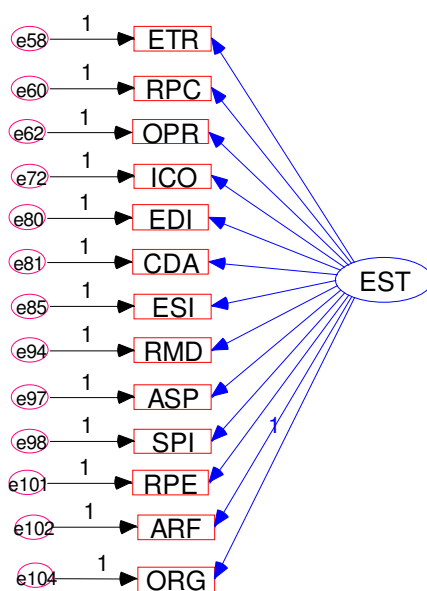 1
e58 ETR
1
e60 RPC
1
e62 OPR
1
e72 ICO
1
e80 EDI
1
e81 CDA
EST
1
e85 ESI
1
e94 RMD
1
e97 ASP
1
1
e98 SPI
1
e101 RPE
1
e102 ARF
1
e104 ORG